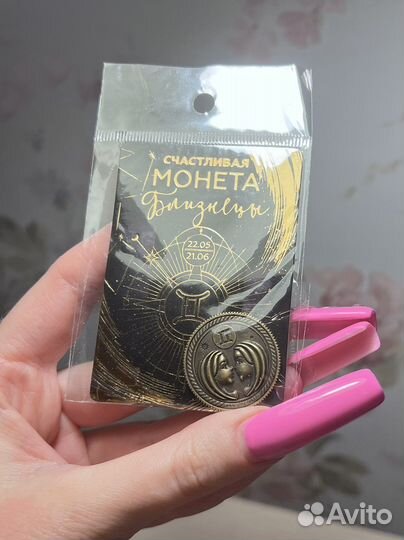 СЧАСТЛИВАЯ
МОНЕТА
Близнецы
22.05
21.06
Avito